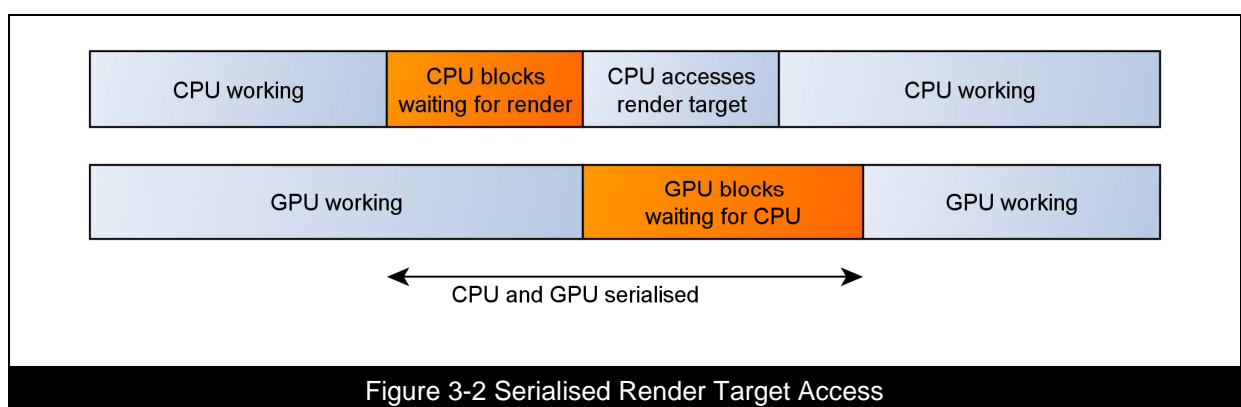 CPU working
CPU blocks
waiting for render
CPU accesses
render target
CPU working
GPU working
GPU blocks
waiting for CPU
GPU working
CPU and GPU serialised
Figure 3-2 Serialised Render Target Access